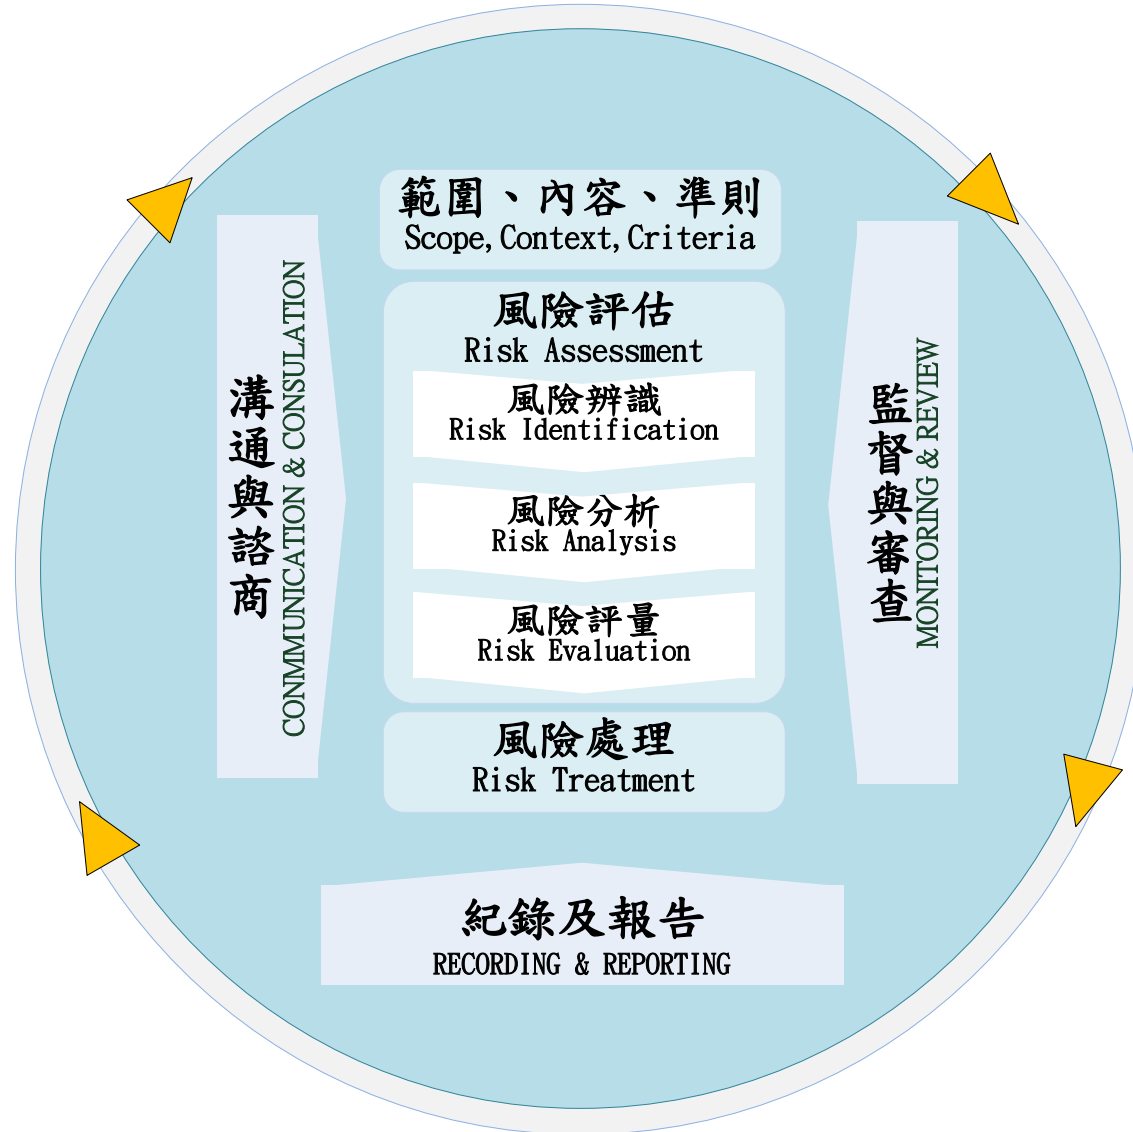 範圍、內容、準則
Scope, Context, Criteria
風險評估
Risk Assessment
風險辨識
Risk Identification
風險分析
Risk Analysis
風險評量
Risk Evaluation
風險處理
Risk Treatment
溝通與諮商
CONMMUNICATION & CONSULATION
監督與審查
MONITORING & REVIEW
紀錄及報告
RECORDING & REPORTING